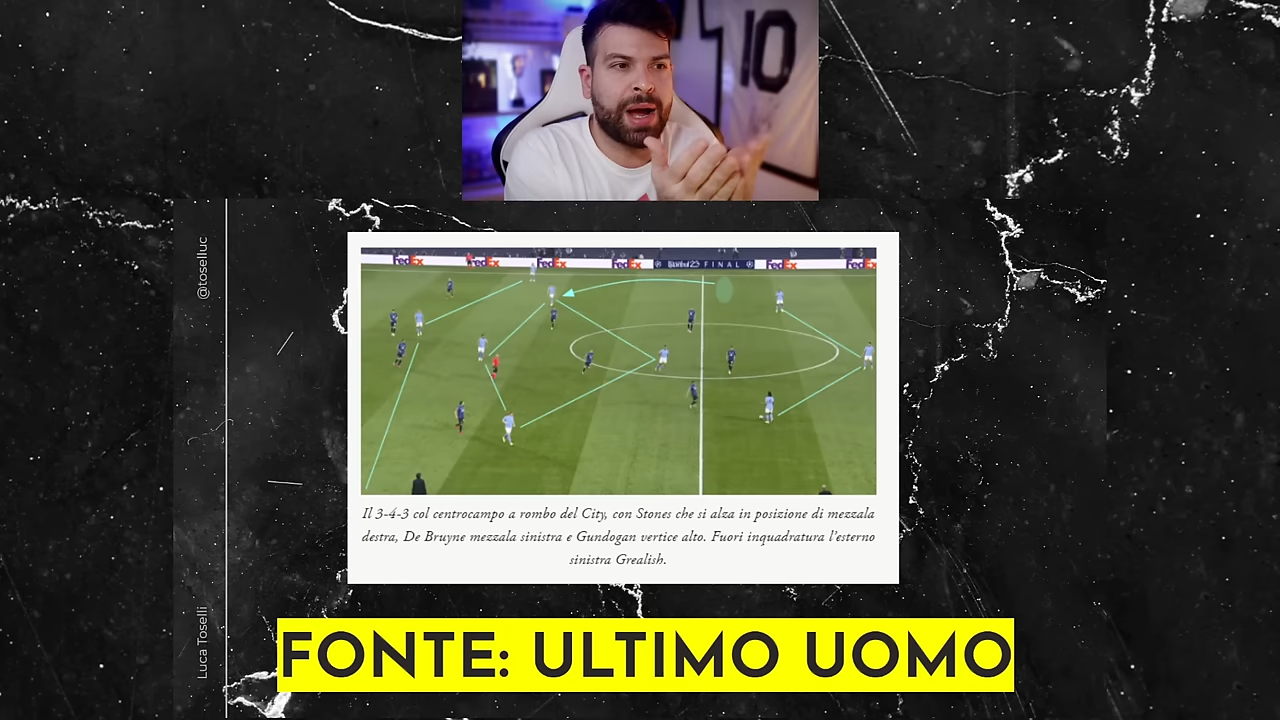 10
@toselluc
FedEx FedEx FedEx FedEx Istanbul23 FINAL FedEx FedEx
Il 3-4-3 col centrocampo a rombo del City, con Stones che si alza in posizione di mezzala
destra, De Bruyne mezzala sinistra e Gundogan vertice alto. Fuori inquadratura l'esterno
sinistra Grealish.
Luca Toselli
FONTE: ULTIMO UOMO